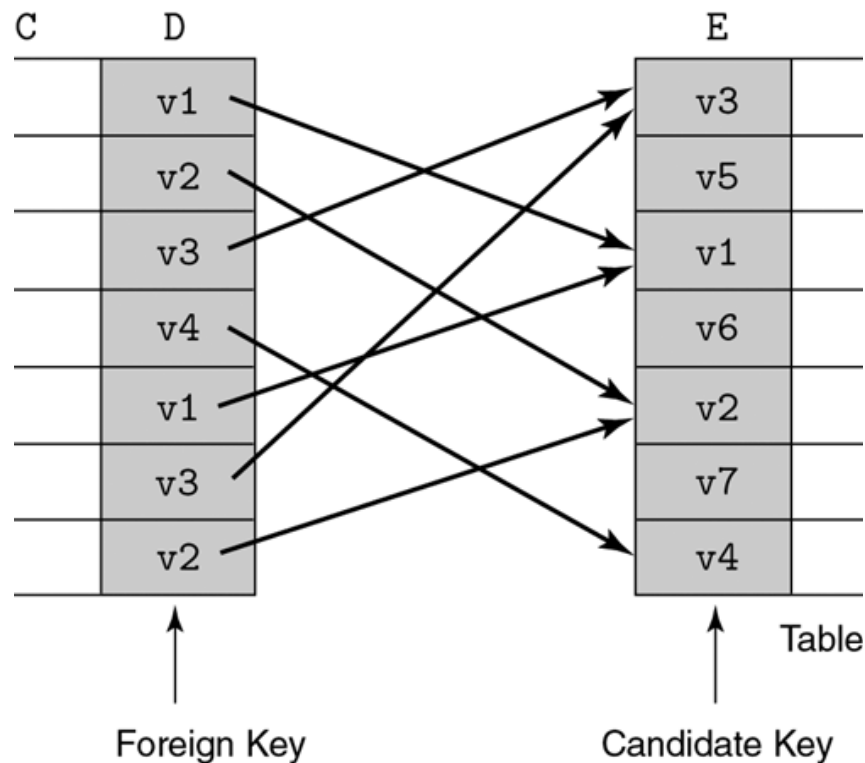 C D E
v1 v3
v2 v5
v3 v1
v4 v6
v1 v2
v3 v7
v2 v4
Table
Foreign Key Candidate Key